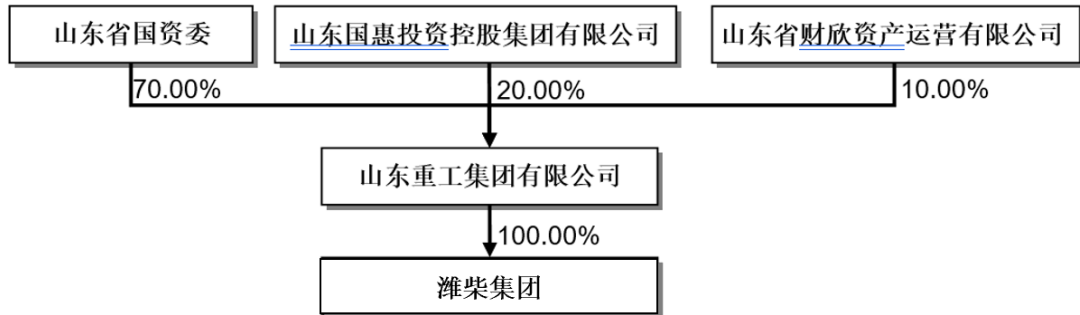 山东省国资委
山东国惠投资控股集团有限公司
山东省财欣资产运营有限公司
70.00%
20.00%
10.00%
山东重工集团有限公司
100.00%
潍柴集团